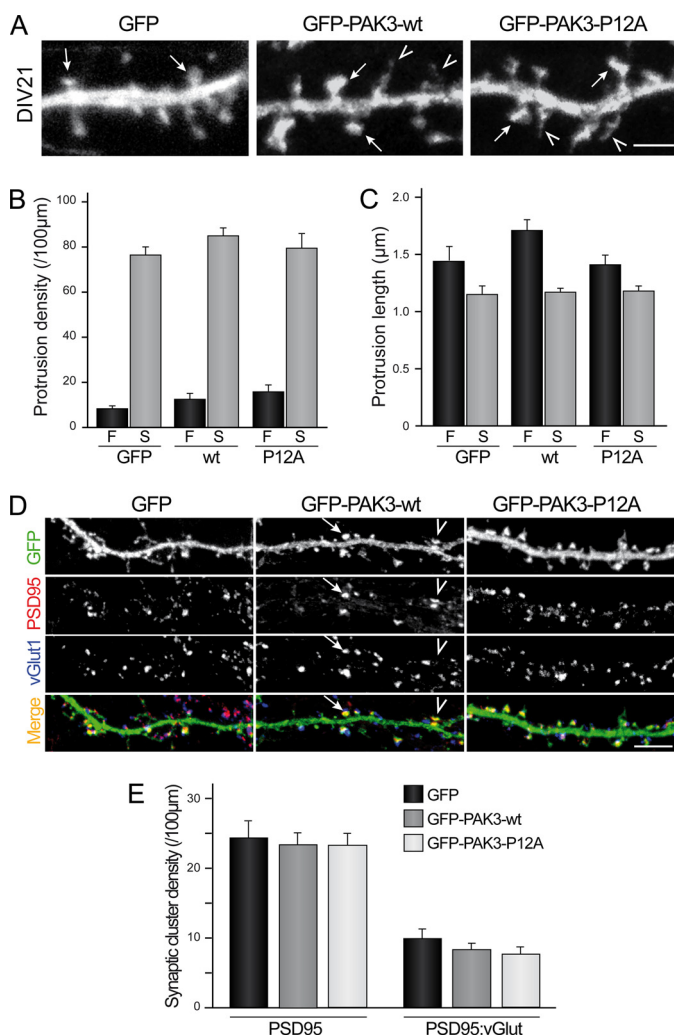 A
GFP
GFP-PAK3-wt
GFP-PAK3-P12A
DIV21
B
Protrusion density (/100µm)
100
80
60
40
20
0
F S F S F S
GFP wt P12A
C
Protrusion length (µm)
2.0
1.5
1.0
0.5
0
F S F S F S
GFP wt P12A
D
GFP
GFP-PAK3-wt
GFP-PAK3-P12A
GFP
PSD95
vGlut1
Merge
E
Synaptic cluster density (/100µm)
30
20
10
0
GFP
GFP-PAK3-wt
GFP-PAK3-P12A
PSD95
PSD95:vGlut